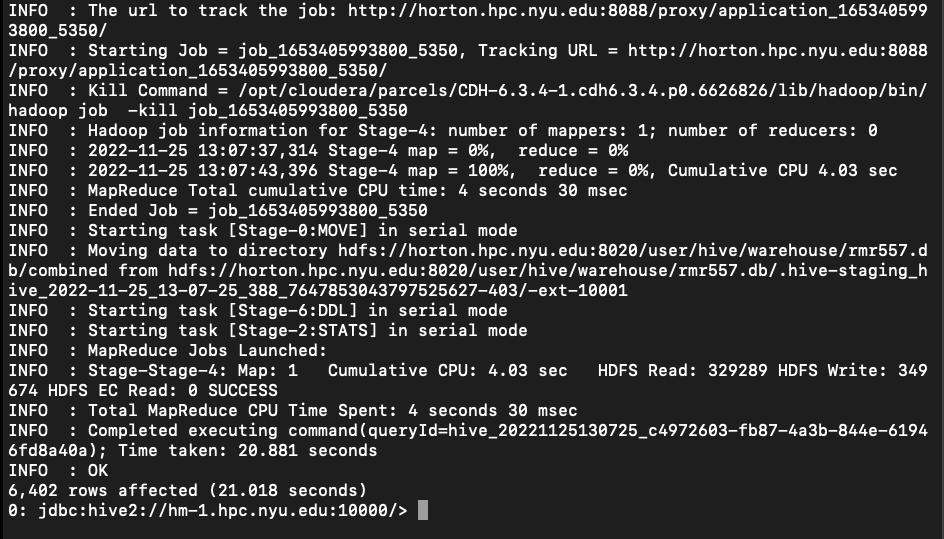 INFO  : The url to track the job: http://horton.hpc.nyu.edu:8088/proxy/application_165340599
3800_5350/
INFO  : Starting Job = job_1653405993800_5350, Tracking URL = http://horton.hpc.nyu.edu:8088
/proxy/application_1653405993800_5350/
INFO  : Kill Command = /opt/cloudera/parcels/CDH-6.3.4-1.cdh6.3.4.p0.6626826/lib/hadoop/bin/
hadoop job  -kill job_1653405993800_5350
INFO  : Hadoop job information for Stage-4: number of mappers: 1; number of reducers: 0
INFO  : 2022-11-25 13:07:37,314 Stage-4 map = 0%,  reduce = 0%
INFO  : 2022-11-25 13:07:43,396 Stage-4 map = 100%,  reduce = 0%, Cumulative CPU 4.03 sec
INFO  : MapReduce Total cumulative CPU time: 4 seconds 30 msec
INFO  : Ended Job = job_1653405993800_5350
INFO  : Starting task [Stage-0:MOVE] in serial mode
INFO  : Moving data to directory hdfs://horton.hpc.nyu.edu:8020/user/hive/warehouse/rmr557.d
b/combined from hdfs://horton.hpc.nyu.edu:8020/user/hive/warehouse/rmr557.db/.hive-staging_h
ive_2022-11-25_13-07-25_388_7647853043797525627-403/-ext-10001
INFO  : Starting task [Stage-6:DDL] in serial mode
INFO  : Starting task [Stage-2:STATS] in serial mode
INFO  : MapReduce Jobs Launched:
INFO  : Stage-Stage-4: Map: 1   Cumulative CPU: 4.03 sec   HDFS Read: 329289 HDFS Write: 349
674 HDFS EC Read: 0 SUCCESS
INFO  : Total MapReduce CPU Time Spent: 4 seconds 30 msec
INFO  : Completed executing command(queryId=hive_20221125130725_c4972603-fb87-4a3b-844e-6194
6fd8a40a); Time taken: 20.881 seconds
INFO  : OK
6,402 rows affected (21.018 seconds)
0: jdbc:hive2://hm-1.hpc.nyu.edu:10000/>